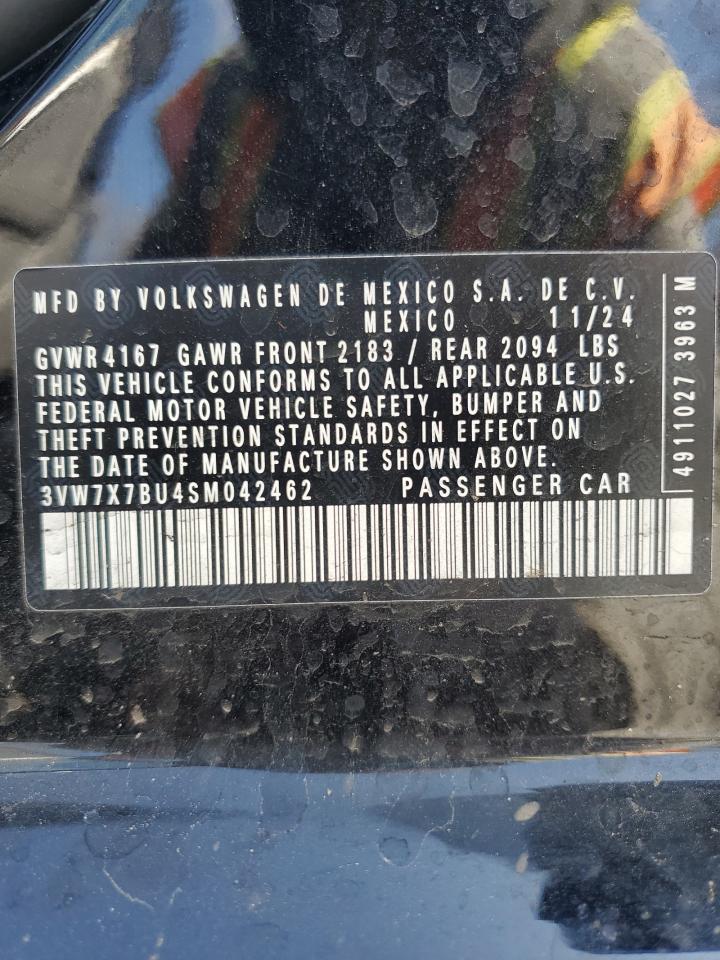 MFD BY VOLKSWAGEN DE MEXICO S.A. DE C.V.
MEXICO 11/24
GVWR 4167 GAWR FRONT 2183 / REAR 2094 LBS
THIS VEHICLE CONFORMS TO ALL APPLICABLE U.S.
FEDERAL MOTOR VEHICLE SAFETY, BUMPER AND
THEFT PREVENTION STANDARDS IN EFFECT ON
THE DATE OF MANUFACTURE SHOWN ABOVE.
3VW7X7BU4SM042462 PASSENGER CAR
4911027 3963 M